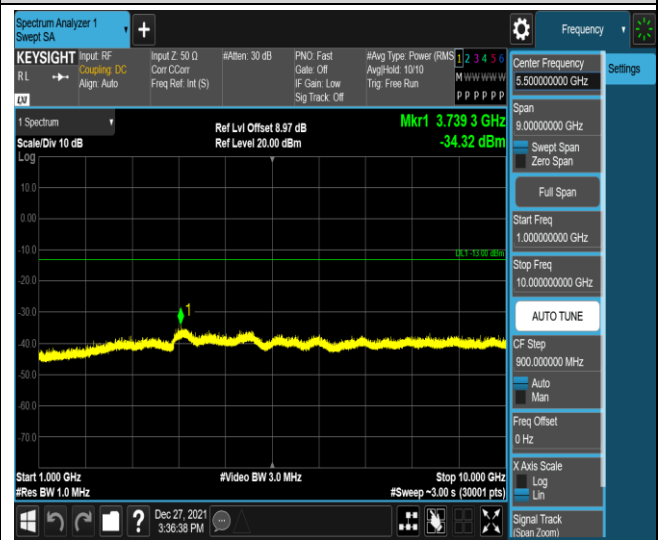 Spectrum Analyzer 1
Swept SA
+
Frequency
KEYSIGHT
RL
LNI
Input: RF
Coupling: DC
Align: Auto
Input Z: 50 Ω
Corr CCorr
Freq Ref: Int (S)
#Atten: 30 dB
PNO: Fast
Gate: Off
IF Gain: Low
Sig Track: Off
#Avg Type: Power (RMS
Avg|Hold: 10/10
Trig: Free Run
1 2 3 4 5 6
M W W W W W
P P P P P P
1 Spectrum
Scale/Div 10 dB
Log
Ref Lvl Offset 8.97 dB
Ref Level 20.00 dBm
Mkr1 3.739 3 GHz
-34.32 dBm
10.0
0.00
-10.0
DL1 -13.00 dBm
-20.0
-30.0
1
-40.0
-50.0
-60.0
-70.0
Start 1.000 GHz
#Res BW 1.0 MHz
#Video BW 3.0 MHz
Stop 10.000 GHz
#Sweep ~3.00 s (30001 pts)
Dec 27, 2021
3:36:38 PM
?
Center Frequency
5.500000000 GHz
Span
9.00000000 GHz
Swept Span
Zero Span
Full Span
Start Freq
1.000000000 GHz
Stop Freq
10.000000000 GHz
AUTO TUNE
CF Step
900.000000 MHz
Auto
Man
Freq Offset
0 Hz
X Axis Scale
Log
Lin
Signal Track
(Span Zoom)
Settings